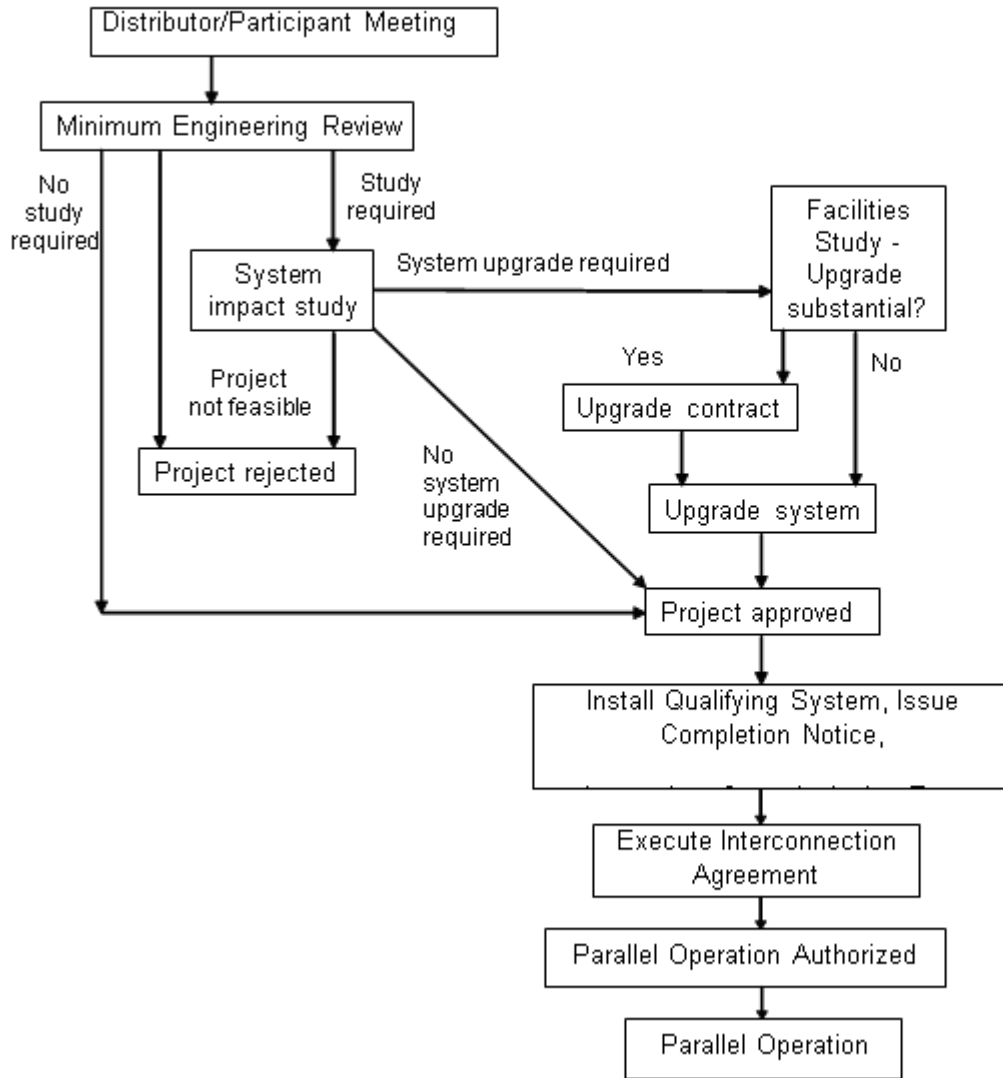 Distributor/Participant Meeting
Minimum Engineering Review
No
study
required
Study
required
System
impact study
System upgrade required
Facilities
Study -
Upgrade
substantial?
Yes
No
Project
not feasible
Upgrade contract
Project rejected
No
system
upgrade
required
Upgrade system
Project approved
Install Qualifying System, Issue
Completion Notice,
Execute Interconnection
Agreement
Parallel Operation Authorized
Parallel Operation